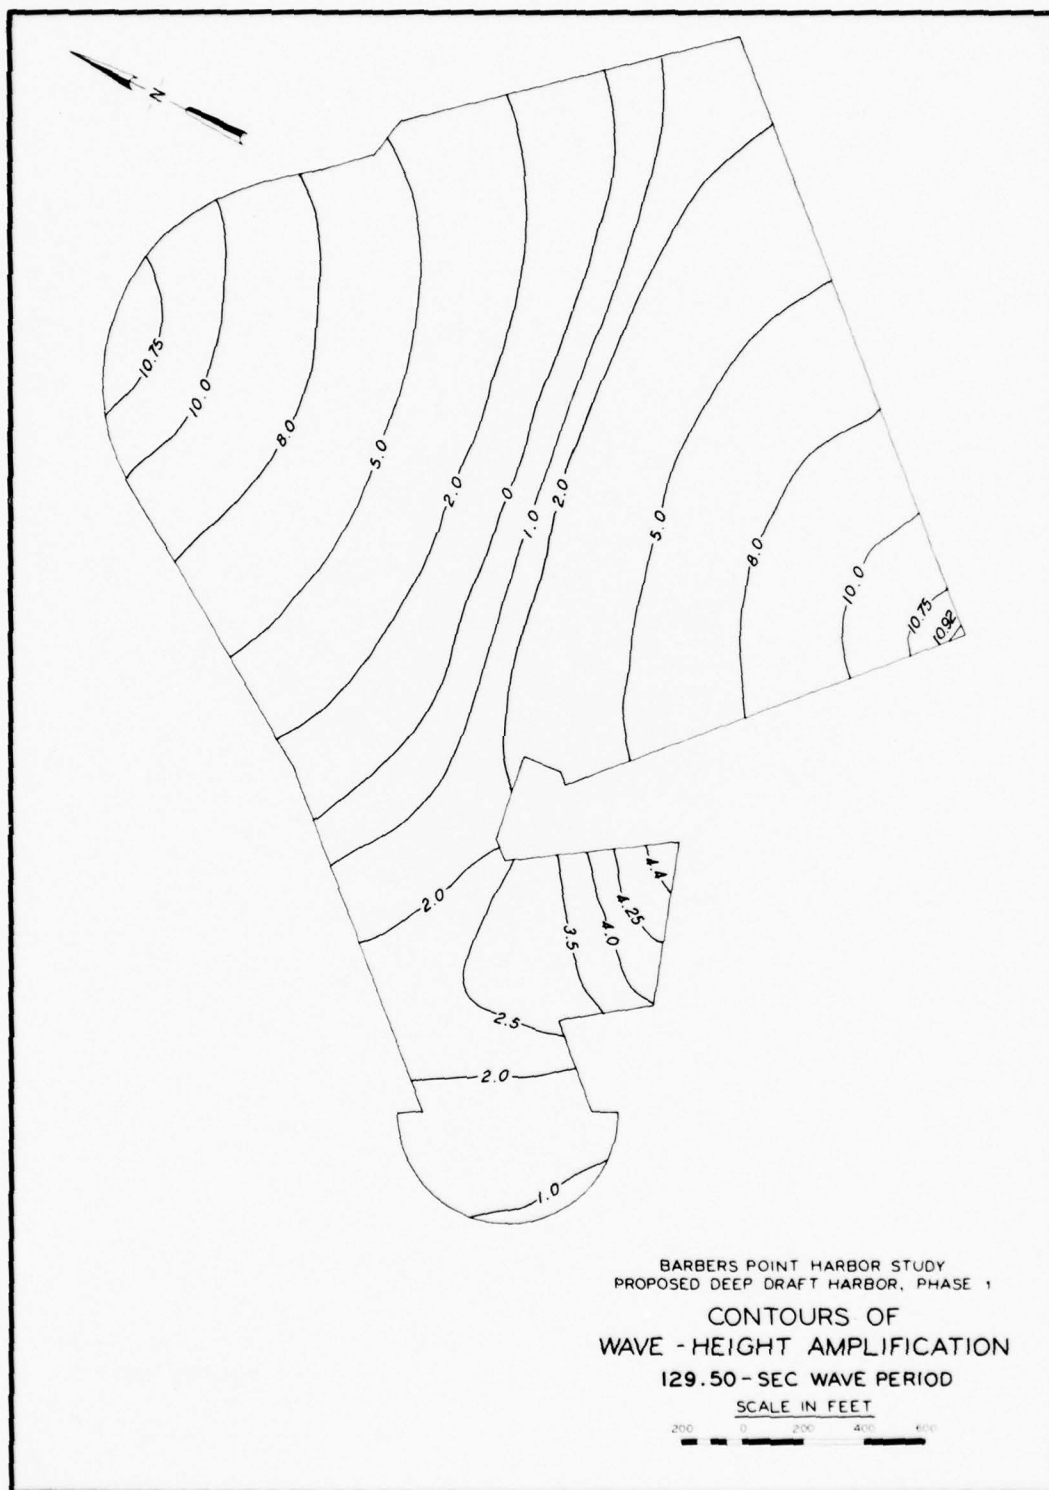 N
10.75
10.0
8.0
5.0
2.0
0
1.0
2.0
5.0
8.0
10.0
10.75
10.92
2.0
4.4
4.25
4.0
3.5
2.5
2.0
1.0
BARBERS POINT HARBOR STUDY
PROPOSED DEEP DRAFT HARBOR, PHASE 1
CONTOURS OF
WAVE - HEIGHT AMPLIFICATION
129.50 - SEC WAVE PERIOD
SCALE IN FEET
200 0 200 400 600